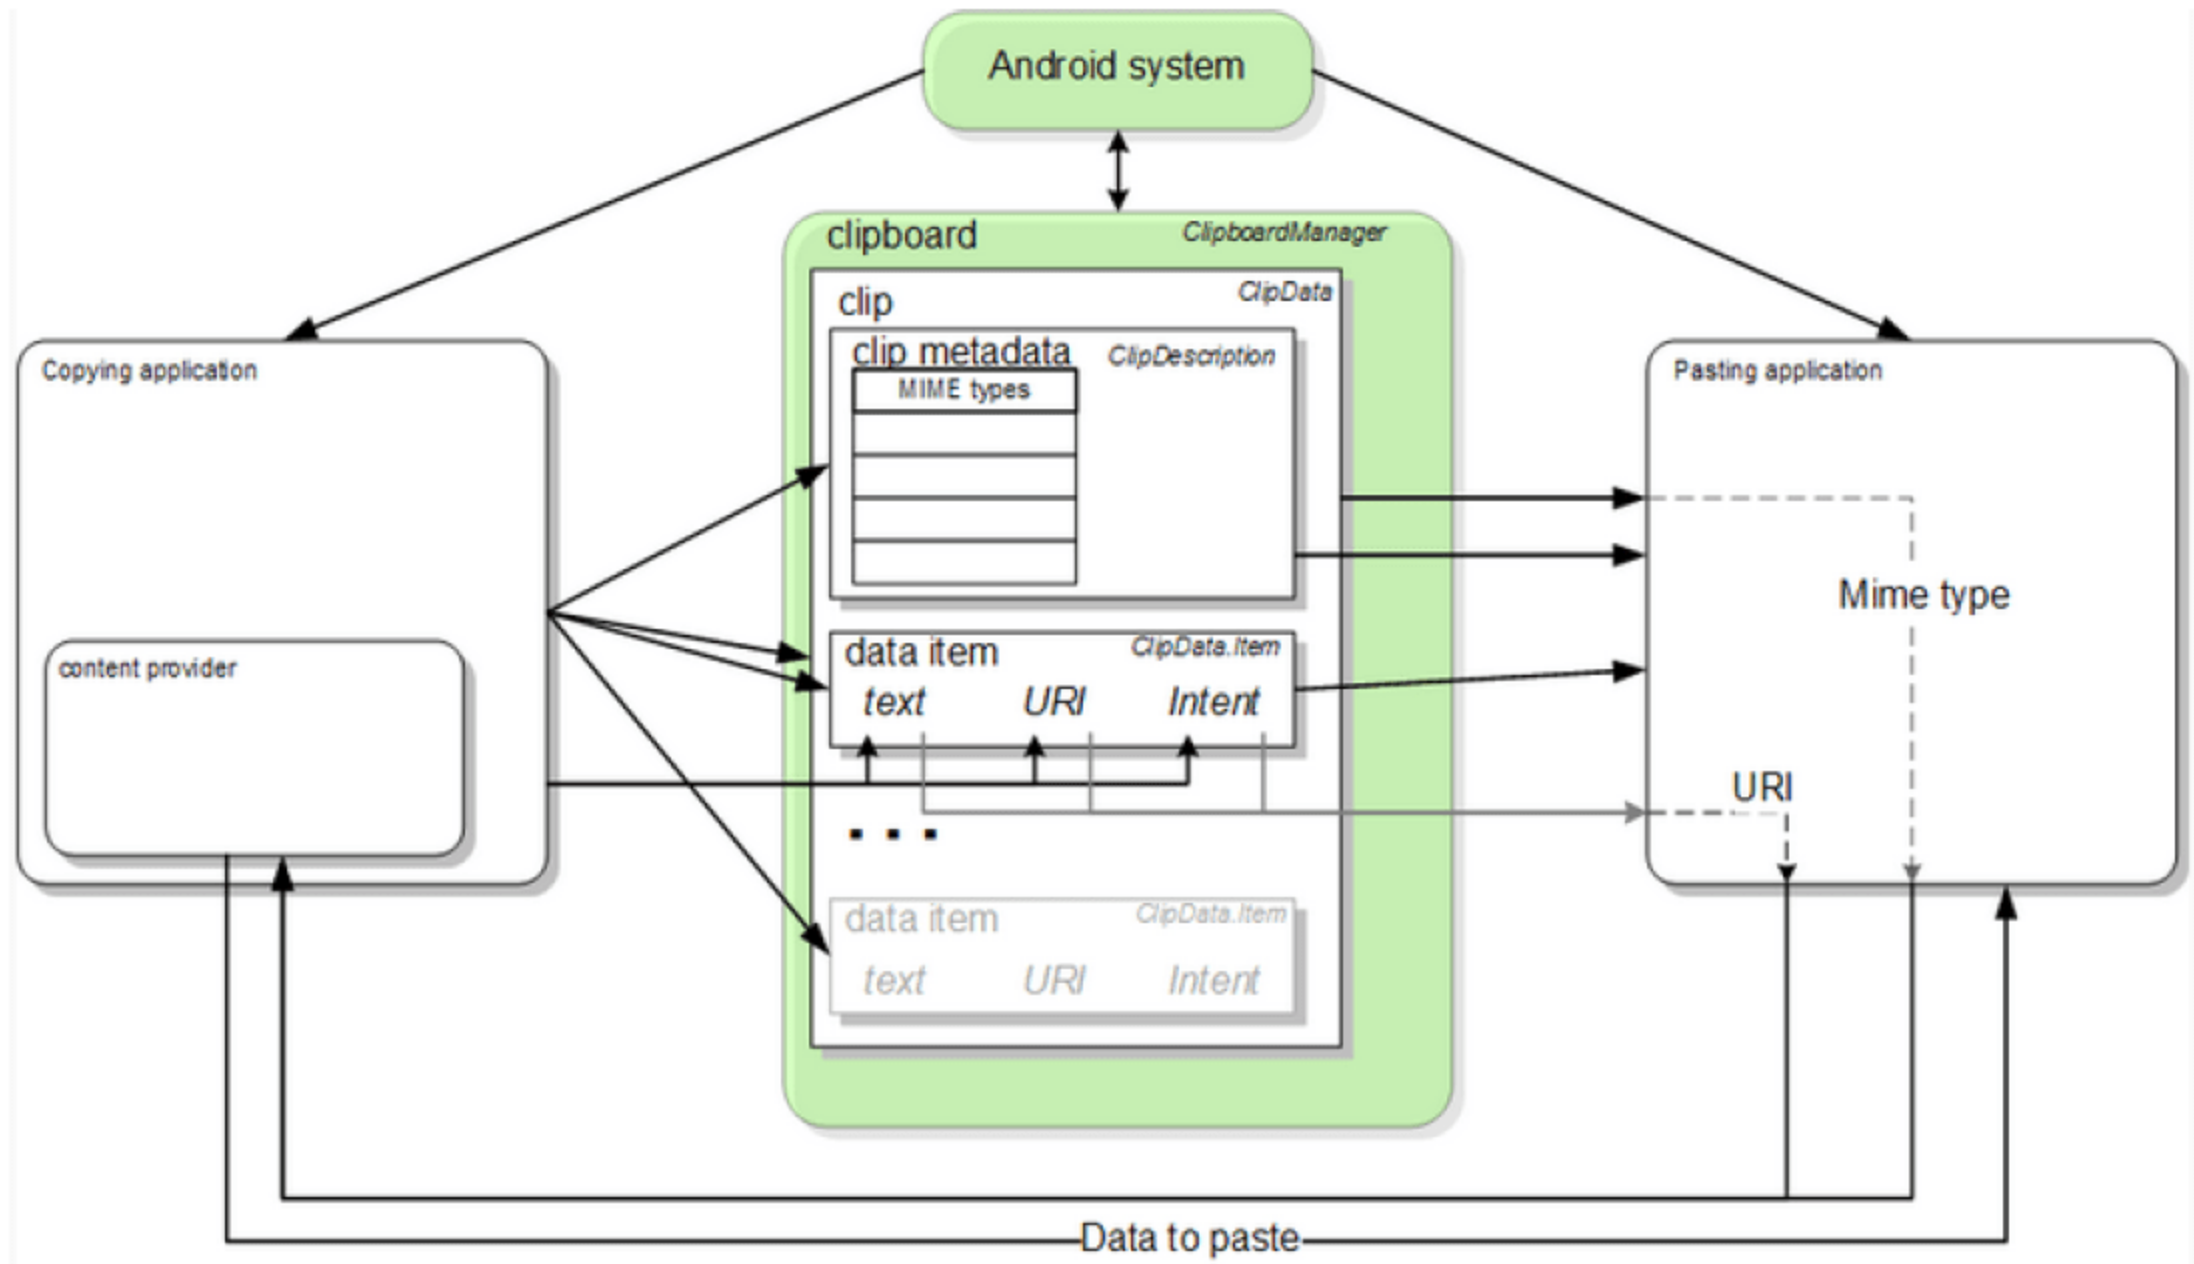 Android system
clipboard
ClipboardManager
clip
ClipData
clip metadata
ClipDescription
MIME types
Copying application
content provider
data item
ClipData.Item
text
URI
Intent
...
data item
ClipData.Item
text
URI
Intent
Pasting application
Mime type
URI
Data to paste